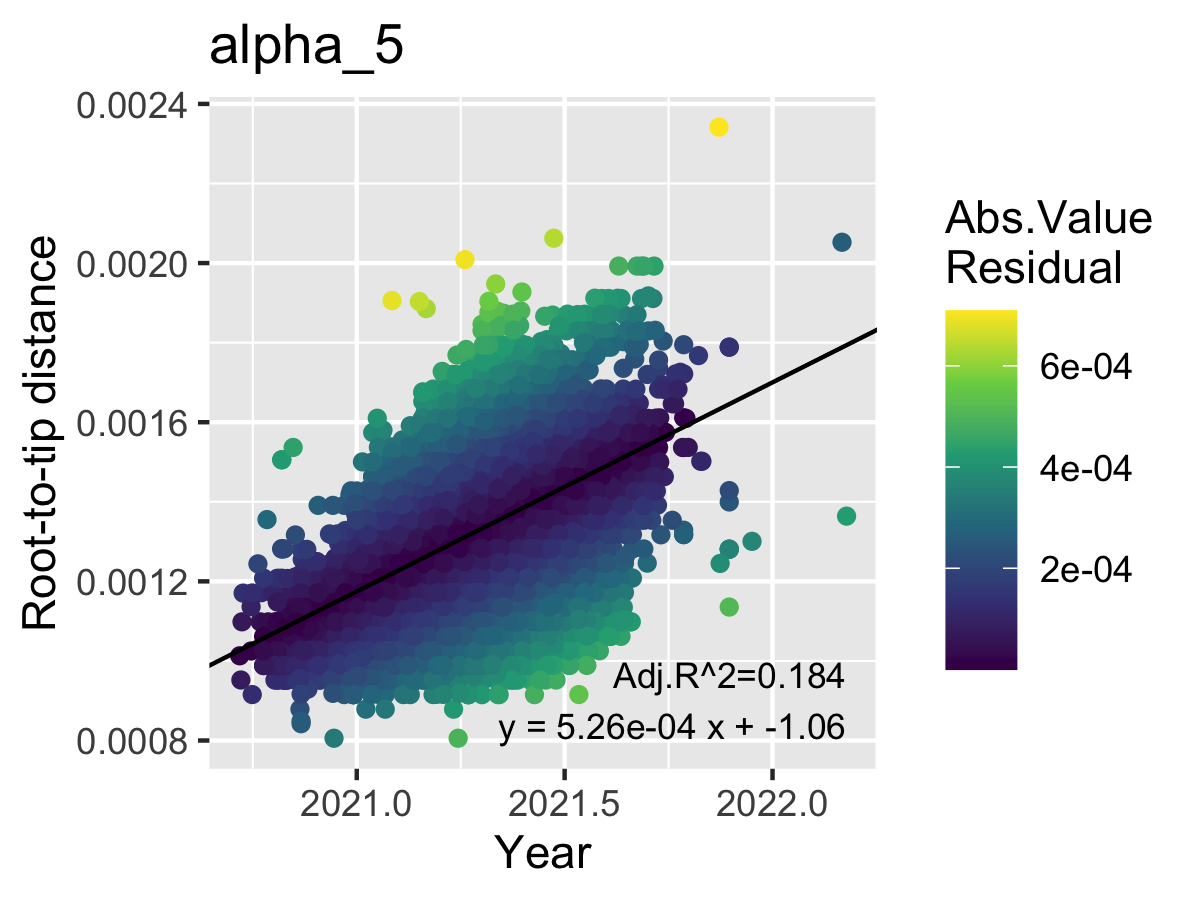 alpha_5
0.0024
0.0020
0.0016
0.0012
0.0008
Root-to-tip distance
Adj.R^2=0.184
y = 5.26e-04 x + -1.06
2021.0
2021.5
2022.0
Year
Abs.Value
Residual
6e-04
4e-04
2e-04